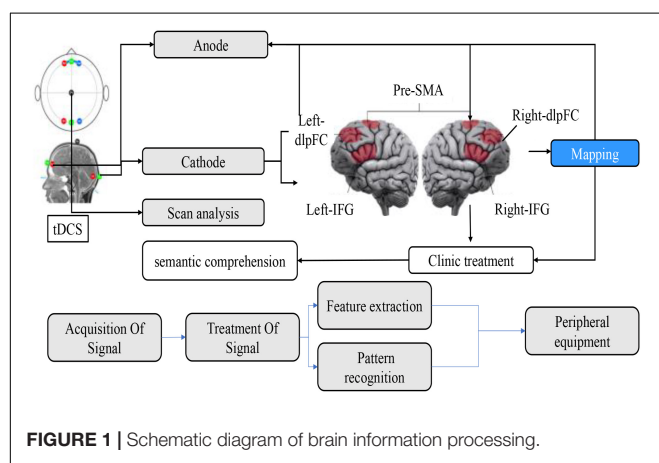 Anode
Pre-SMA
Left-
dlpFC
Right-dlpFC
Cathode
Mapping
Scan analysis
Left-IFG
Right-IFG
tDCS
semantic comprehension
Clinic treatment
Feature extraction
Acquisition Of
Signal
Treatment Of
Signal
Pattern
recognition
Peripheral
equipment
FIGURE 1 | Schematic diagram of brain information processing.